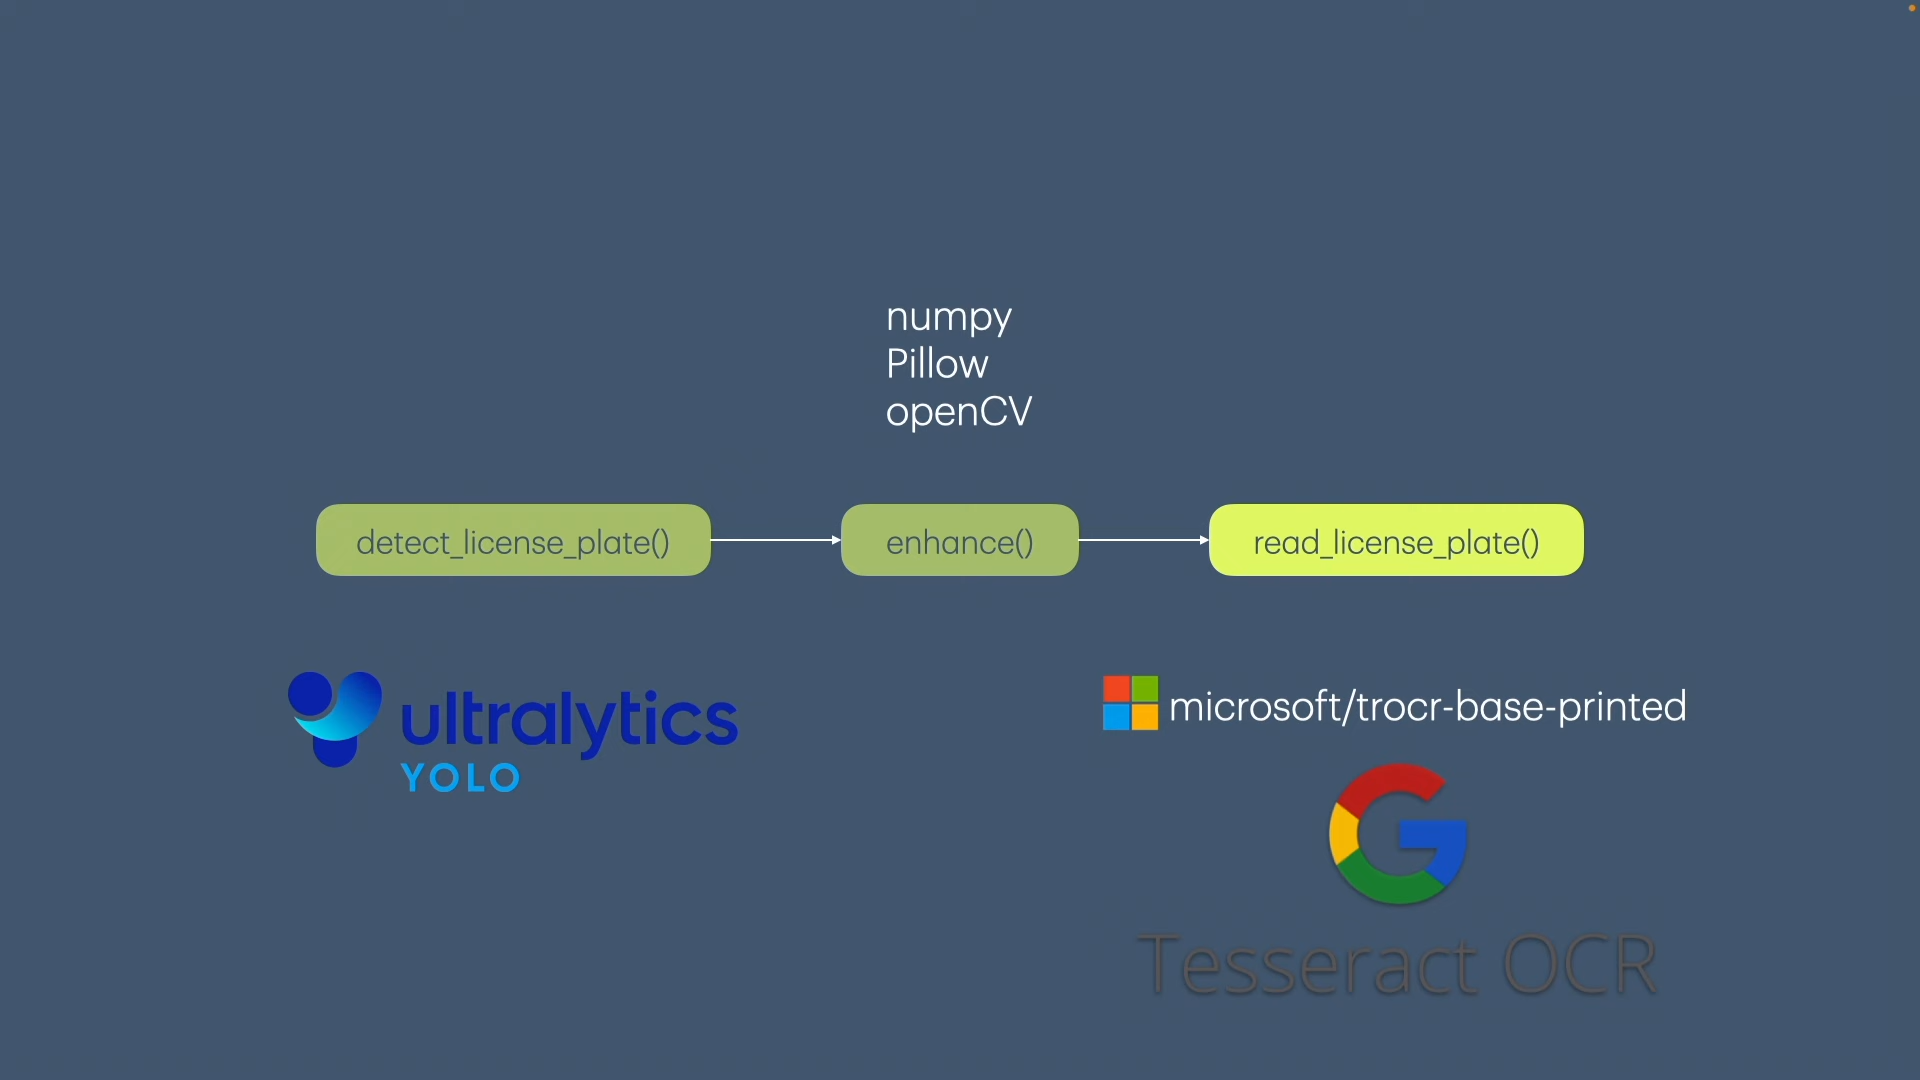 numpy
Pillow
openCV
detect_license_plate()
enhance()
read_license_plate()
ultralytics
YOLO
microsoft/trocr-base-printed
Tesseract OCR